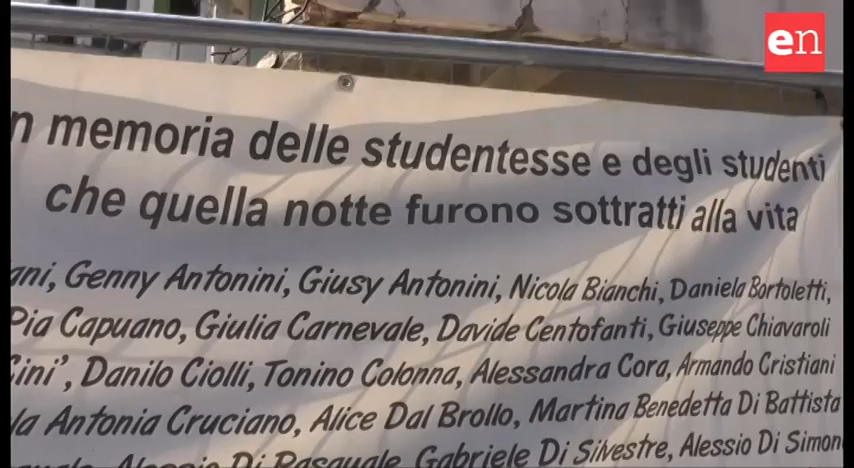 en
n memoria delle studentesse e degli studenti
che quella notte furono sottratti alla vita
ani, Genny Antonini, Giusy Antonini, Nicola Bianchi, Daniela Bortoletti,
Pia Capuano, Giulia Carnevale, Davide Centofanti, Giuseppe Chiavaroli
Cini', Danilo Ciolli, Tonino Colonna, Alessandra Cora, Armando Cristiani
la Antonia Cruciano, Alice Dal Brollo, Martina Benedetta Di Battista
Alessio Di Pasquale, Gabriele Di Silvestre, Alessio Di Simon